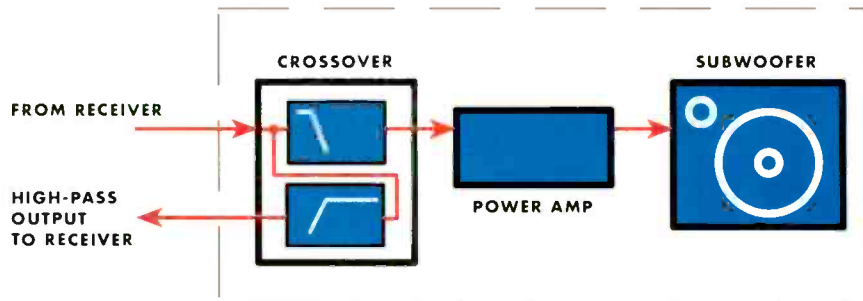 CROSSOVER
SUBWOOFER
FROM RECEIVER
HIGH-PASS
OUTPUT
TO RECEIVER
POWER AMP